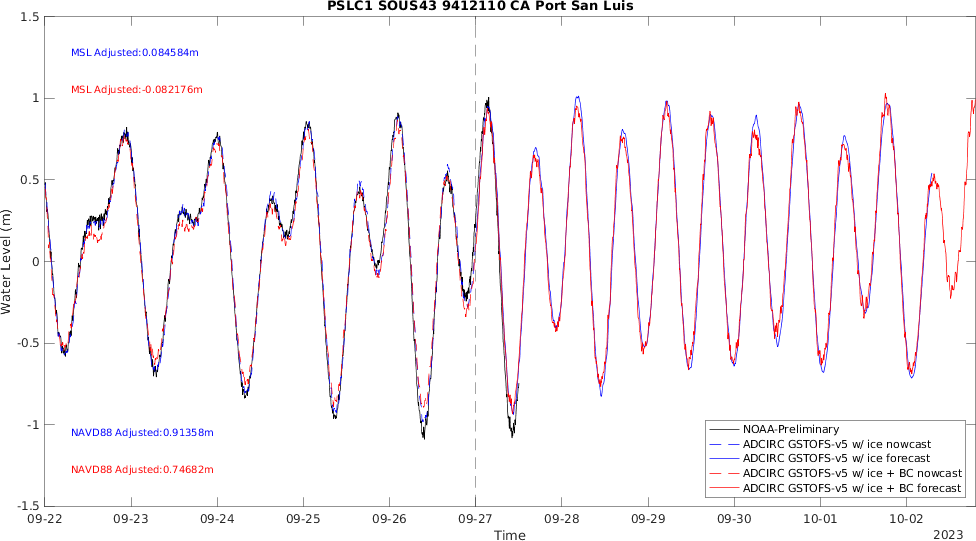 PSLC1 SOUS43 9412110 CA Port San Luis
1.5
1
0.5
0
-0.5
-1
-1.5
Water Level (m)
MSL Adjusted:0.084584m
MSL Adjusted:-0.082176m
NAVD88 Adjusted:0.91358m
NAVD88 Adjusted:0.74682m
NOAA-Preliminary
ADCIRC GSTOFS-v5 w/ ice nowcast
ADCIRC GSTOFS-v5 w/ ice forecast
ADCIRC GSTOFS-v5 w/ ice + BC nowcast
ADCIRC GSTOFS-v5 w/ ice + BC forecast
09-22 09-23 09-24 09-25 09-26 09-27 09-28 09-29 09-30 10-01 10-02
Time
2023